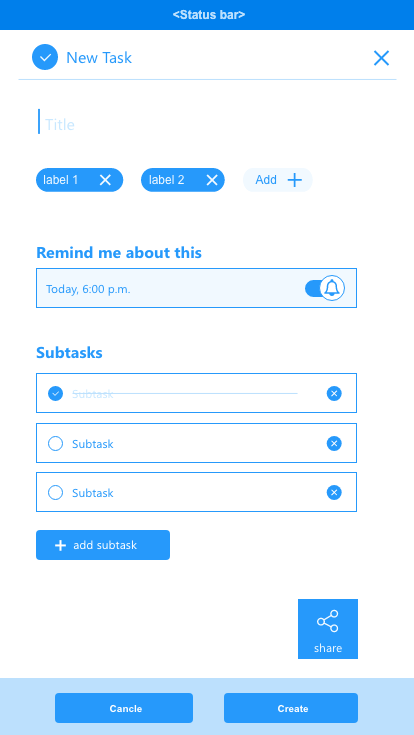 <Status bar>
New Task
Title
label 1
label 2
Add
Remind me about this
Today, 6:00 p.m.
Subtasks
Subtask
Subtask
Subtask
add subtask
share
Cancle
Create